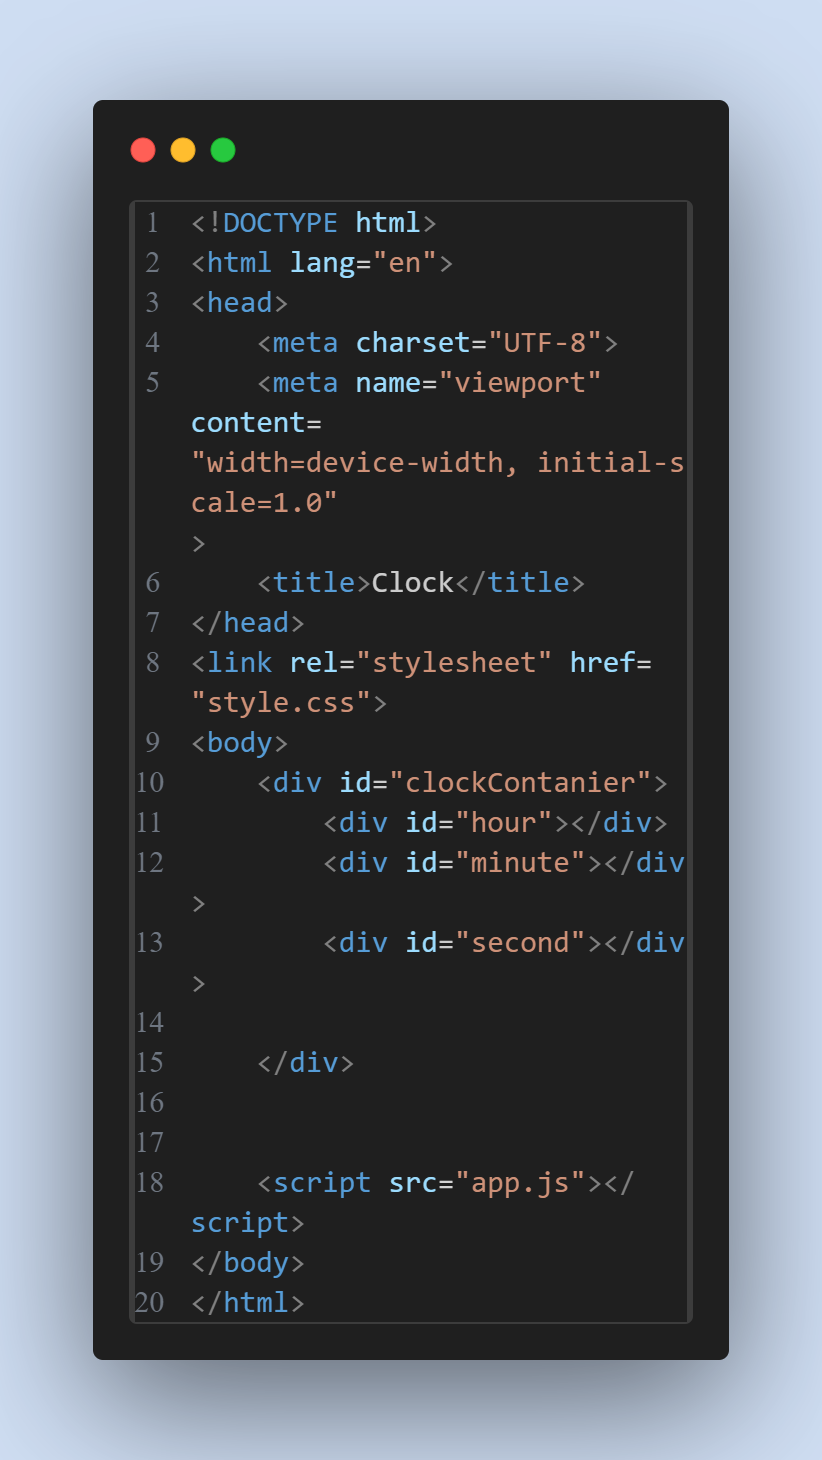 1 <!DOCTYPE html>
2 <html lang="en">
3 <head>
4     <meta charset="UTF-8">
5     <meta name="viewport"
content=
"width=device-width, initial-s
cale=1.0"
>
6     <title>Clock</title>
7 </head>
8 <link rel="stylesheet" href=
"style.css">
9 <body>
10     <div id="clockContanier">
11         <div id="hour"></div>
12         <div id="minute"></div
>
13         <div id="second"></div
>
14
15     </div>
16
17
18     <script src="app.js"></
script>
19 </body>
20 </html>